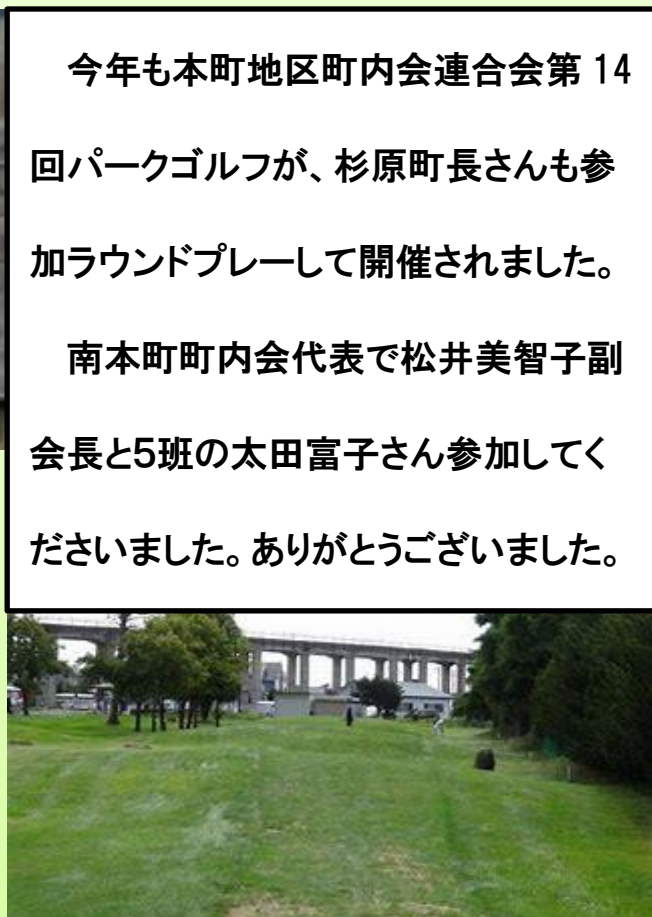 今年も本町地区町内会連合会第 14
回パークゴルフが、杉原町長さんも参
加ラウンドプレーして開催されました。
南本町町内会代表で松井美智子副
会長と5班の太田富子さん参加してく
ださいました。ありがとうございました。